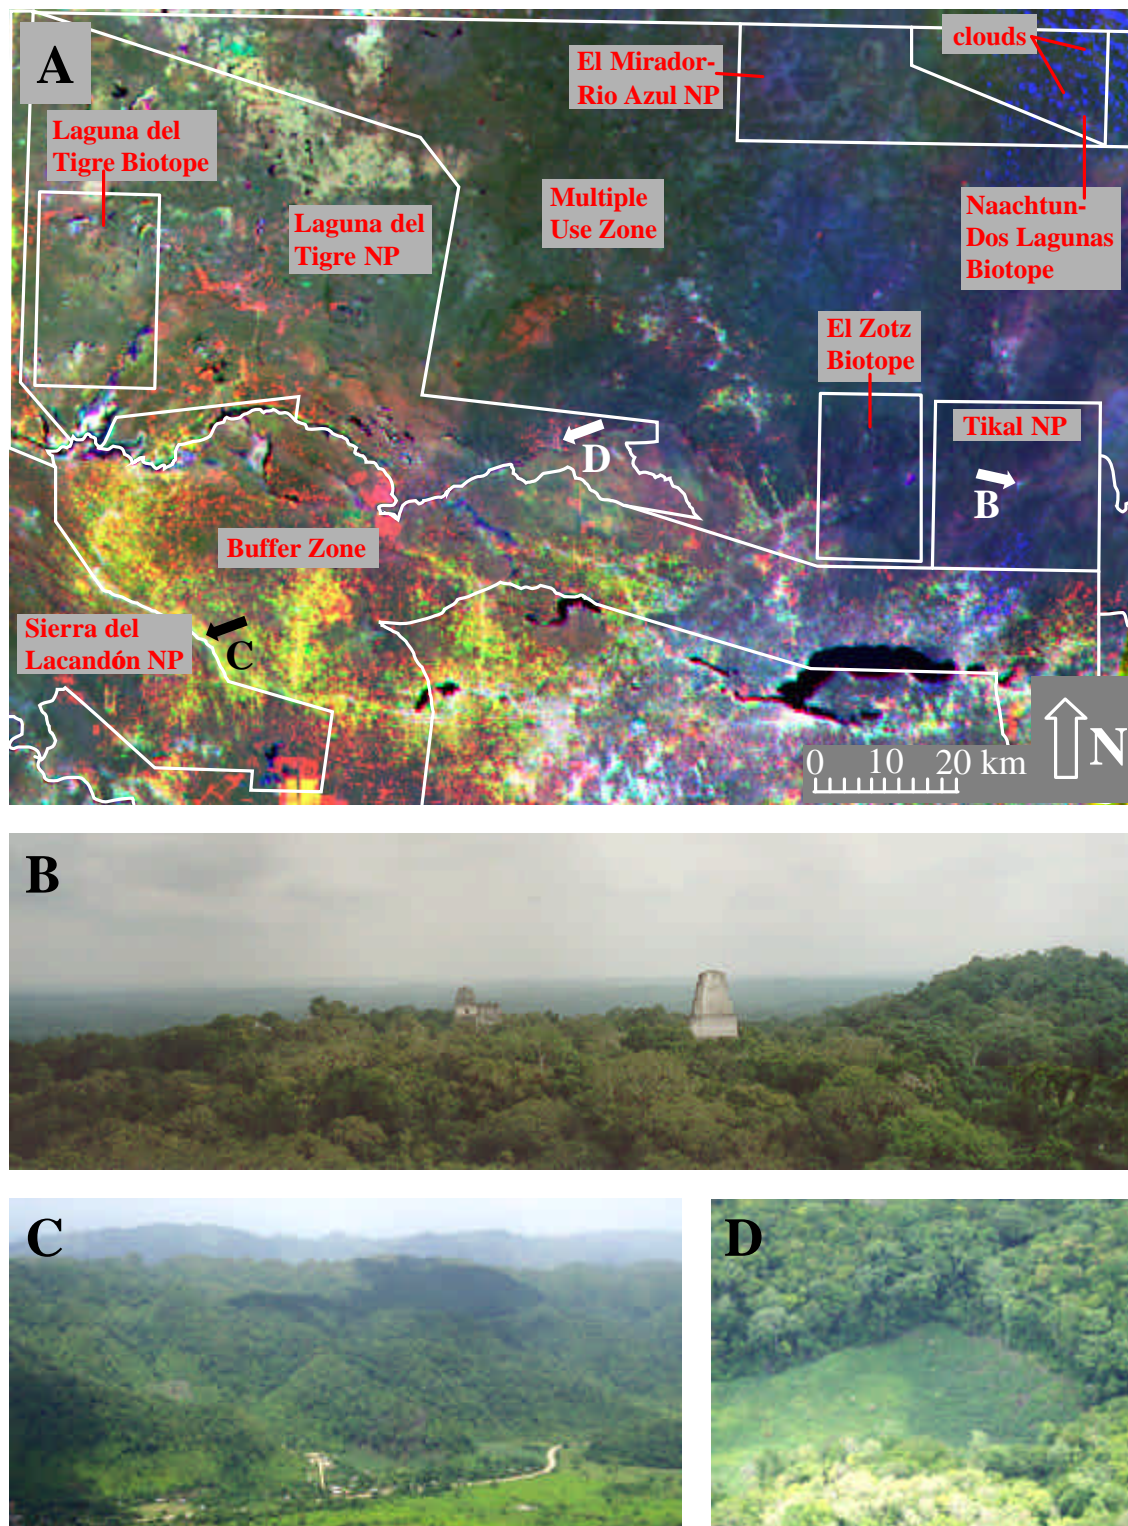 A
Laguna del
Tigre Biotope
Laguna del
Tigre NP
El Mirador-
Rio Azul NP
clouds
Multiple
Use Zone
Naachtun-
Dos Lagunas
Biotope
El Zotz
Biotope
Tikal NP
D
B
Buffer Zone
Sierra del
Lacandón NP
C
0 10 20 km
N
B
C
D